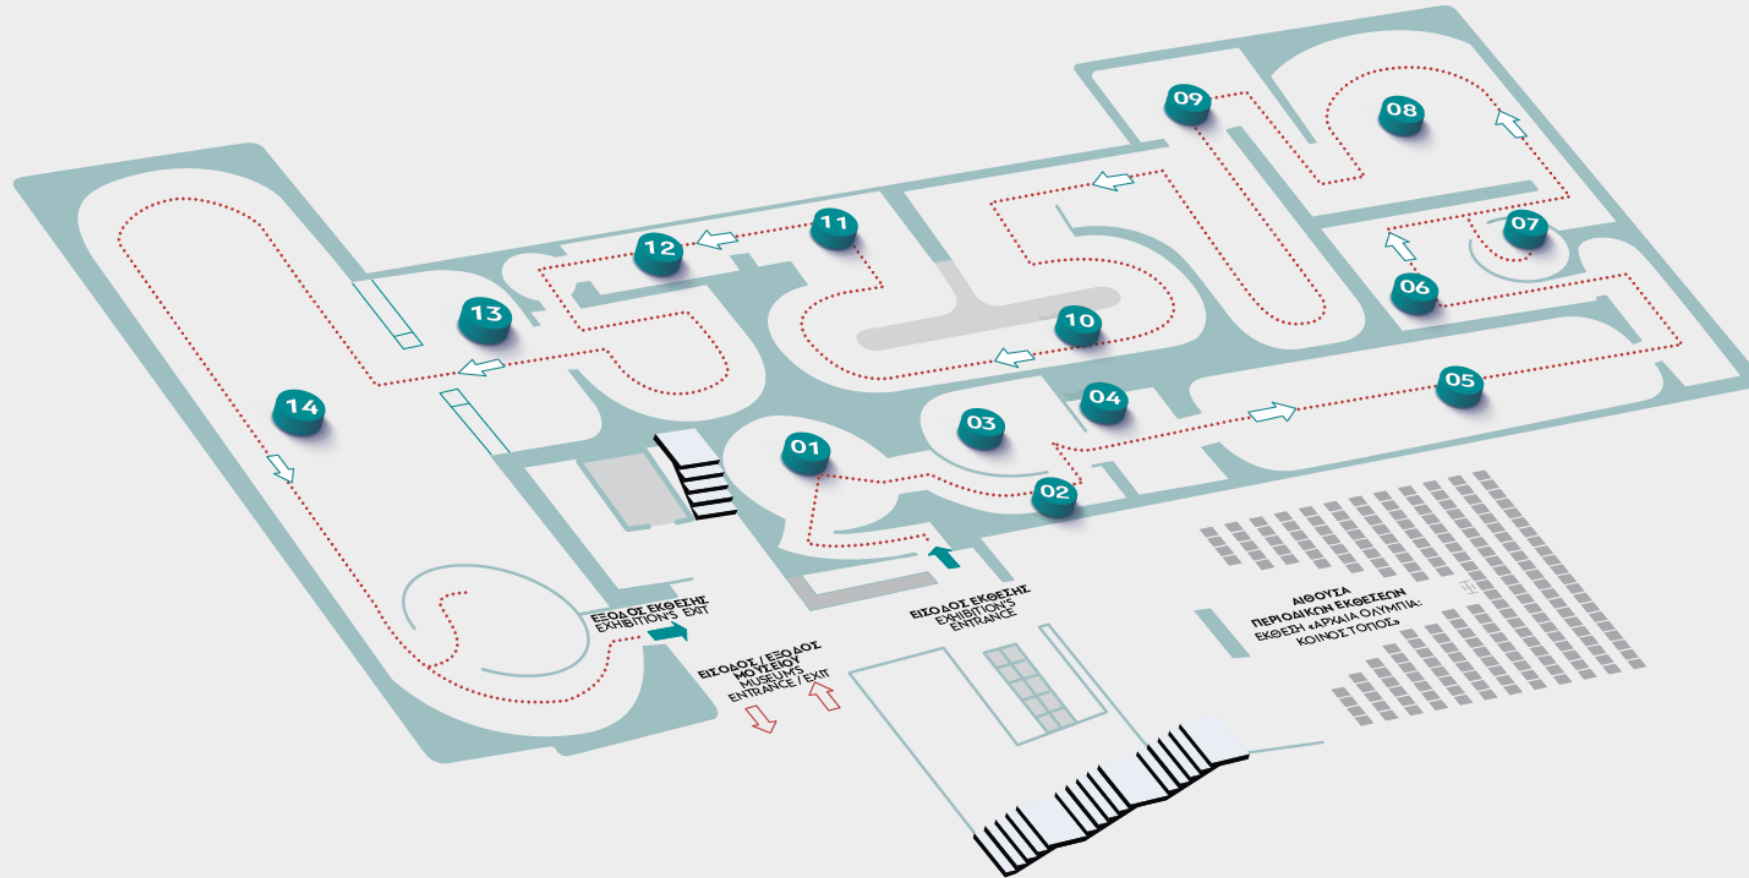 09
08
11
07
12
06
13
10
05
04
14
03
01
02
ΕΞΟΔΟΣ ΕΚΘΕΣΗΣ
EXHIBITION'S EXIT
ΕΙΣΟΔΟΣ ΕΚΘΕΣΗΣ
EXHIBITION'S
ENTRANCE
ΑΙΘΟΥΣΑ
ΠΕΡΙΟΔΙΚΩΝ ΕΚΘΕΣΕΩΝ
ΕΚΘΕΣΗ «ΑΡΧΑΙΑ ΟΛΥΜΠΙΑ:
ΚΟΙΝΟΣ ΤΟΠΟΣ»
ΕΙΣΟΔΟΣ / ΕΞΟΔΟΣ
ΜΟΥΣΕΙΟΥ
MUSEUM'S
ENTRANCE / EXIT